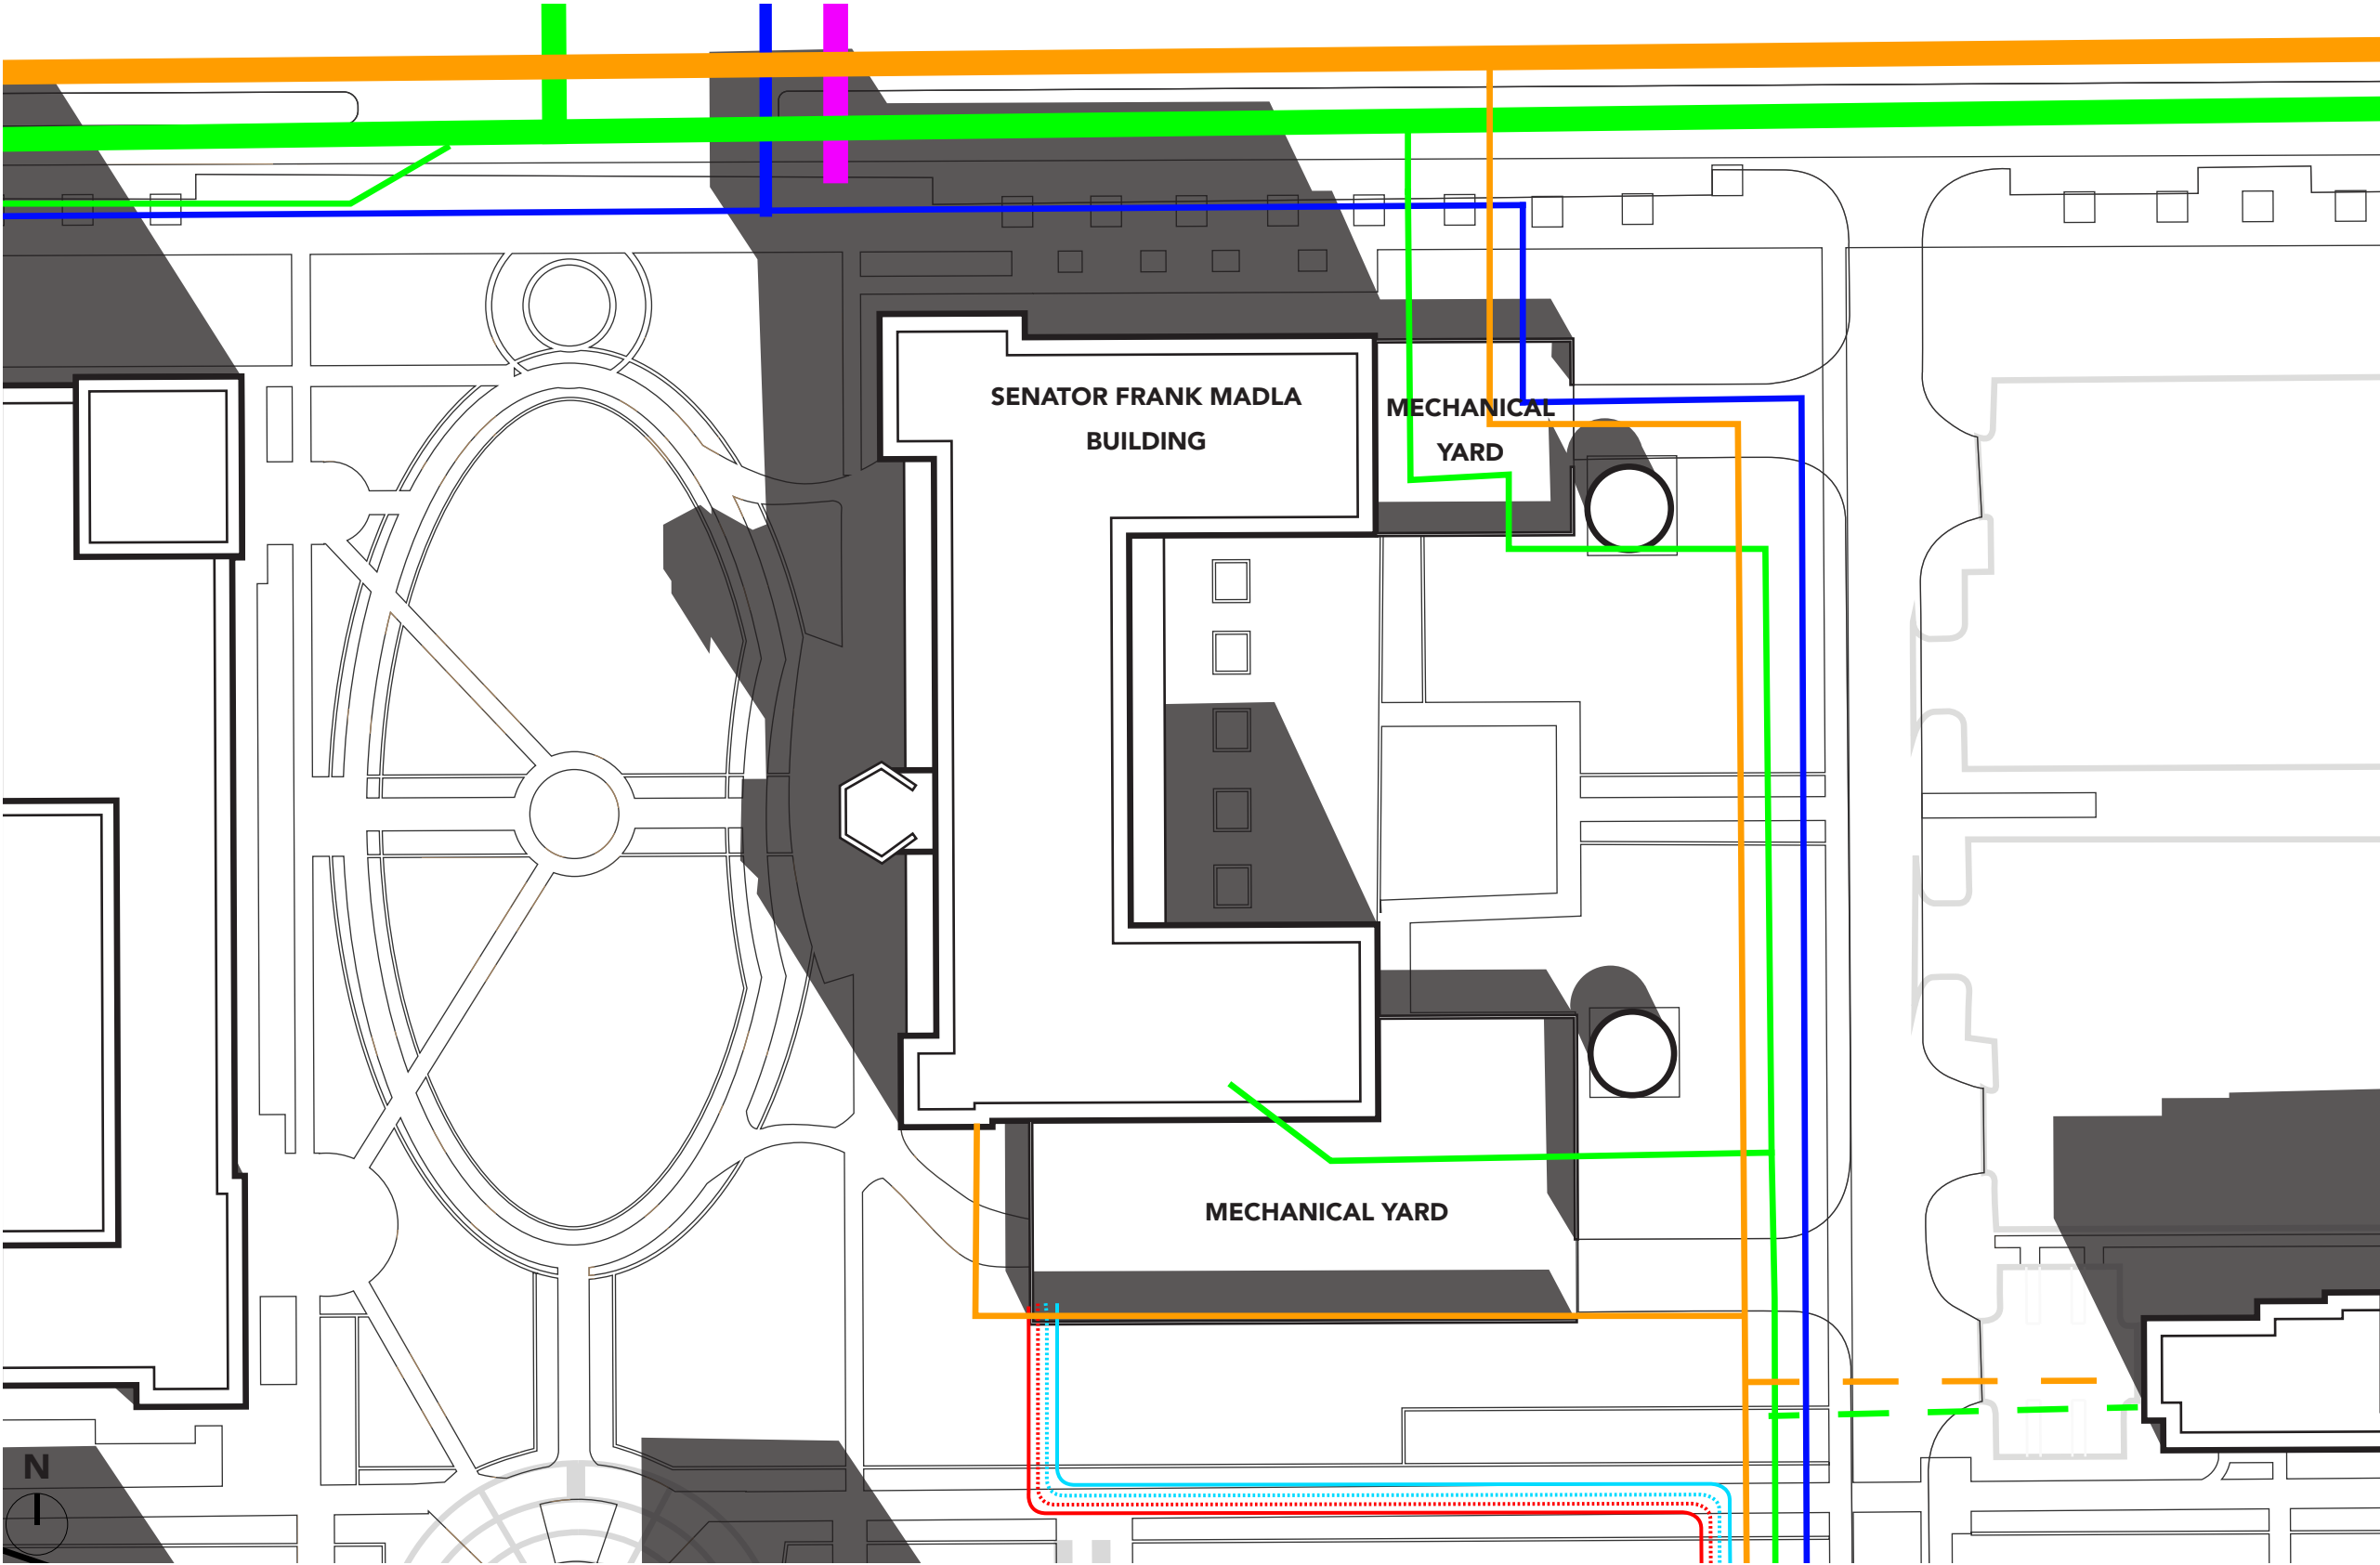 SENATOR FRANK MADLA
BUILDING
MECHANICAL
YARD
MECHANICAL YARD
N